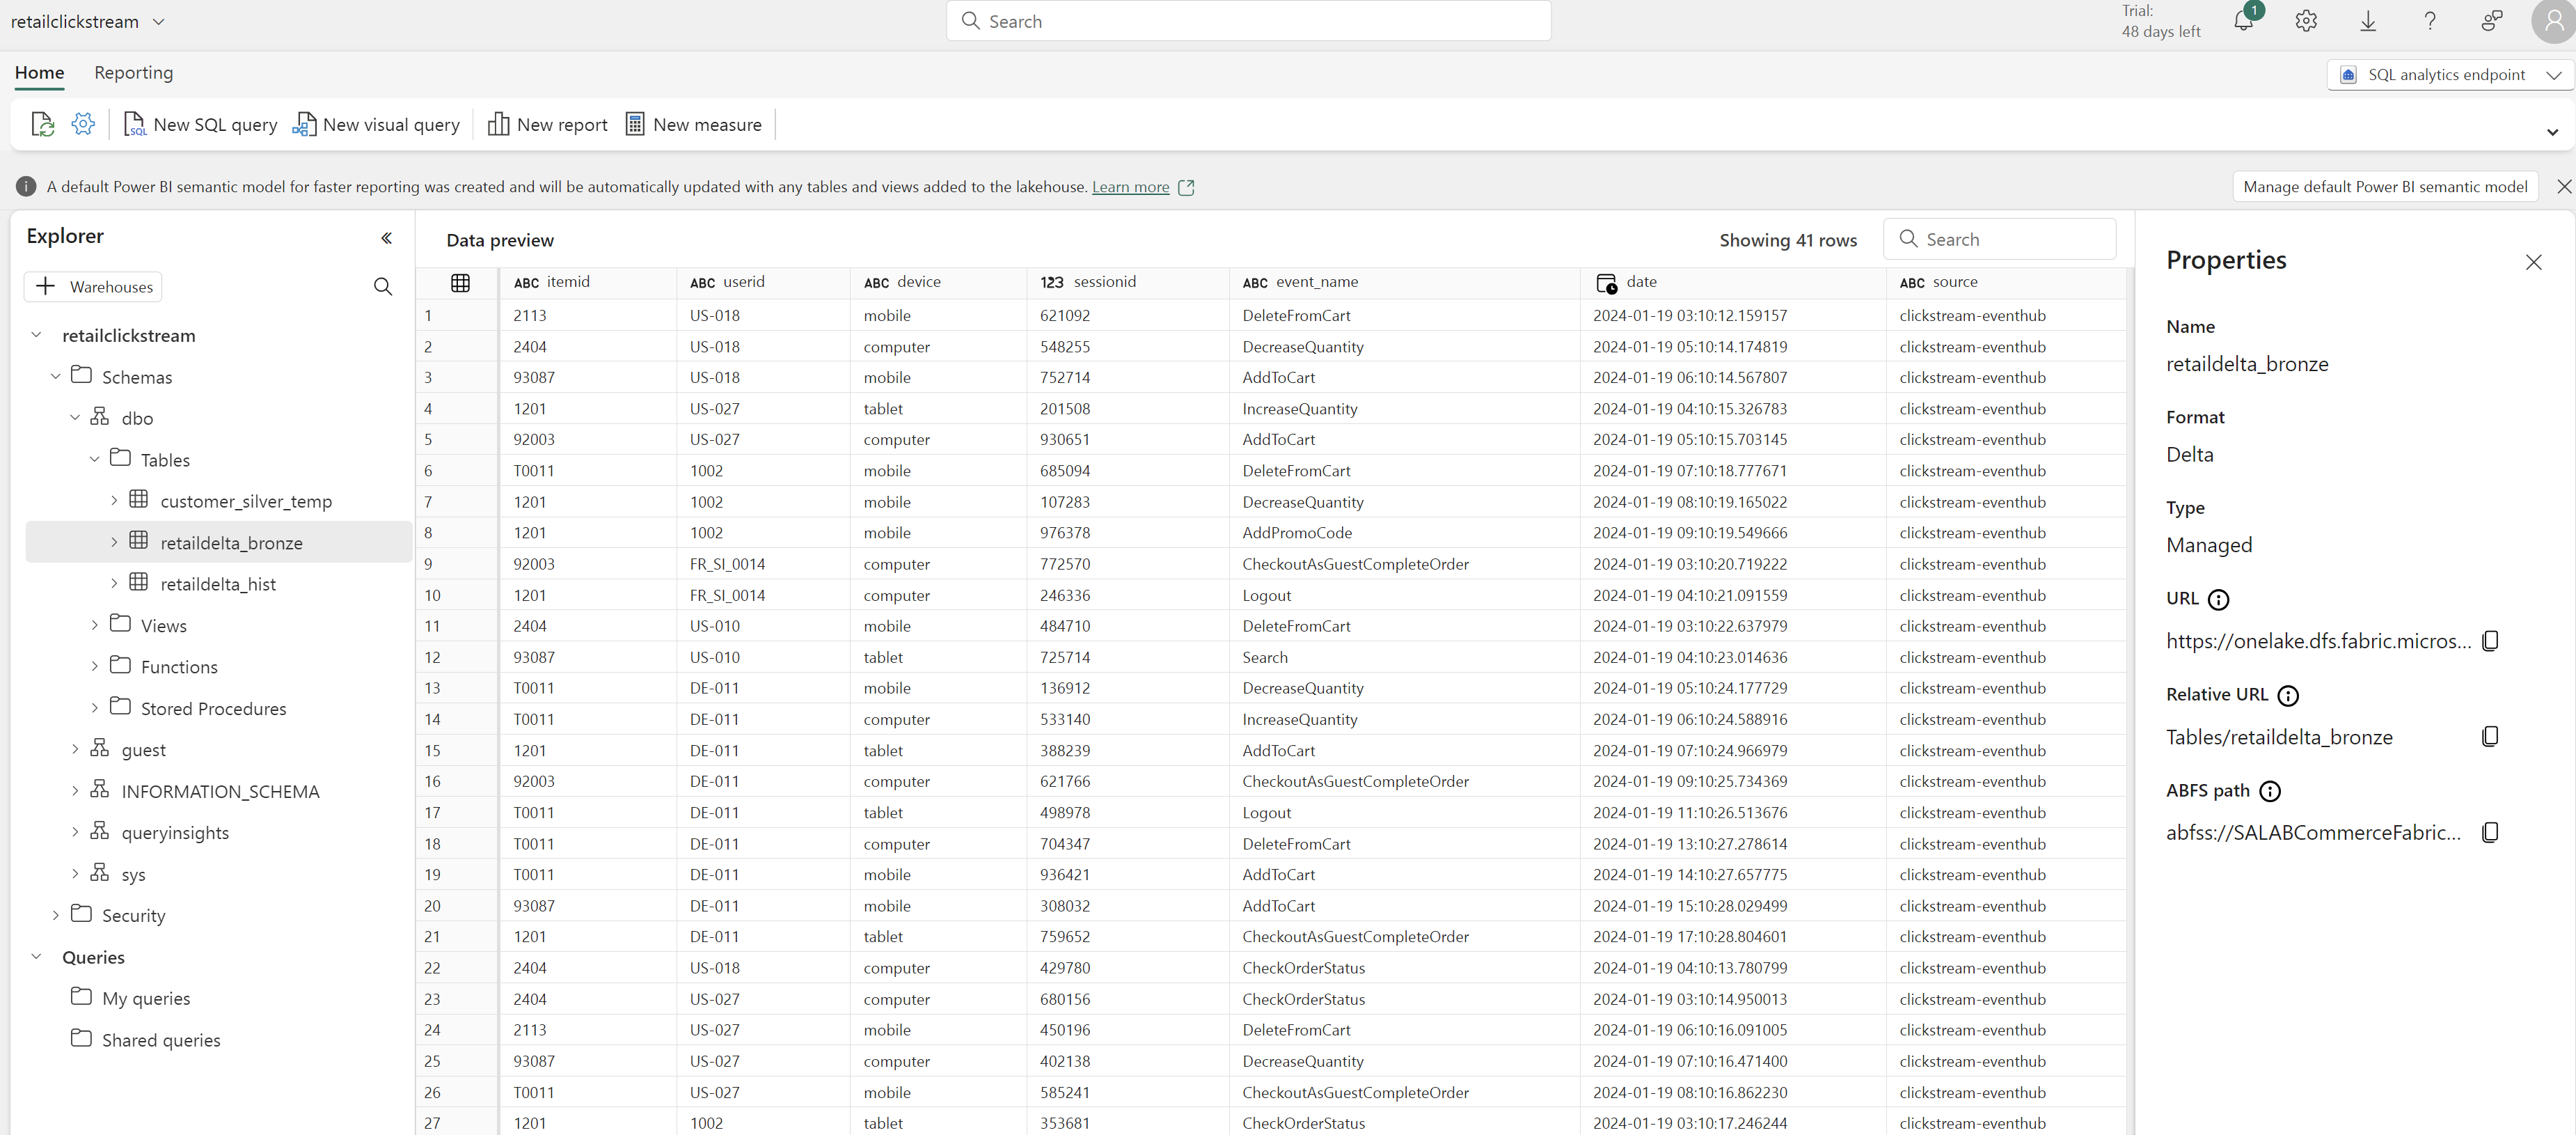 retailclickstream
Search
Trial:
48 days left
1
Home Reporting
SQL analytics endpoint
New SQL query New visual query New report New measure
A default Power BI semantic model for faster reporting was created and will be automatically updated with any tables and views added to the lakehouse. Learn more
Manage default Power BI semantic model
Explorer
Warehouses
retailclickstream
Schemas
dbo
Tables
customer_silver_temp
retaildelta_bronze
retaildelta_hist
Views
Functions
Stored Procedures
guest
INFORMATION_SCHEMA
queryinsights
sys
Security
Queries
My queries
Shared queries
Data preview
Showing 41 rows
Search
ABC itemid ABC userid ABC device 123 sessionid ABC event_name date ABC source
1 2113 US-018 mobile 621092 DeleteFromCart 2024-01-19 03:10:12.159157 clickstream-eventhub
2 2404 US-018 computer 548255 DecreaseQuantity 2024-01-19 05:10:14.174819 clickstream-eventhub
3 93087 US-018 mobile 752714 AddToCart 2024-01-19 06:10:14.567807 clickstream-eventhub
4 1201 US-027 tablet 201508 IncreaseQuantity 2024-01-19 04:10:15.326783 clickstream-eventhub
5 92003 US-027 computer 930651 AddToCart 2024-01-19 05:10:15.703145 clickstream-eventhub
6 T0011 1002 mobile 685094 DeleteFromCart 2024-01-19 07:10:18.777671 clickstream-eventhub
7 1201 1002 mobile 107283 DecreaseQuantity 2024-01-19 08:10:19.165022 clickstream-eventhub
8 1201 1002 mobile 976378 AddPromoCode 2024-01-19 09:10:19.549666 clickstream-eventhub
9 92003 FR_SI_0014 computer 772570 CheckoutAsGuestCompleteOrder 2024-01-19 03:10:20.719222 clickstream-eventhub
10 1201 FR_SI_0014 computer 246336 Logout 2024-01-19 04:10:21.091559 clickstream-eventhub
11 2404 US-010 mobile 484710 DeleteFromCart 2024-01-19 03:10:22.637979 clickstream-eventhub
12 93087 US-010 tablet 725714 Search 2024-01-19 04:10:23.014636 clickstream-eventhub
13 T0011 DE-011 mobile 136912 DecreaseQuantity 2024-01-19 05:10:24.177729 clickstream-eventhub
14 T0011 DE-011 computer 533140 IncreaseQuantity 2024-01-19 06:10:24.588916 clickstream-eventhub
15 1201 DE-011 tablet 388239 AddToCart 2024-01-19 07:10:24.966979 clickstream-eventhub
16 92003 DE-011 computer 621766 CheckoutAsGuestCompleteOrder 2024-01-19 09:10:25.734369 clickstream-eventhub
17 T0011 DE-011 tablet 498978 Logout 2024-01-19 11:10:26.513676 clickstream-eventhub
18 T0011 DE-011 computer 704347 DeleteFromCart 2024-01-19 13:10:27.278614 clickstream-eventhub
19 T0011 DE-011 mobile 936421 AddToCart 2024-01-19 14:10:27.657775 clickstream-eventhub
20 93087 DE-011 mobile 308032 AddToCart 2024-01-19 15:10:28.029499 clickstream-eventhub
21 1201 DE-011 tablet 759652 CheckoutAsGuestCompleteOrder 2024-01-19 17:10:28.804601 clickstream-eventhub
22 2404 US-018 computer 429780 CheckOrderStatus 2024-01-19 04:10:13.780799 clickstream-eventhub
23 2404 US-027 computer 680156 CheckOrderStatus 2024-01-19 03:10:14.950013 clickstream-eventhub
24 2113 US-027 mobile 450196 DeleteFromCart 2024-01-19 06:10:16.091005 clickstream-eventhub
25 93087 US-027 computer 402138 DecreaseQuantity 2024-01-19 07:10:16.471400 clickstream-eventhub
26 T0011 US-027 mobile 585241 CheckoutAsGuestCompleteOrder 2024-01-19 08:10:16.862230 clickstream-eventhub
27 1201 1002 tablet 353681 CheckOrderStatus 2024-01-19 03:10:17.246244 clickstream-eventhub
Properties
Name
retaildelta_bronze
Format
Delta
Type
Managed
URL
https://onelake.dfs.fabric.micros...
Relative URL
Tables/retaildelta_bronze
ABFS path
abfss://SALABCommerceFabric...